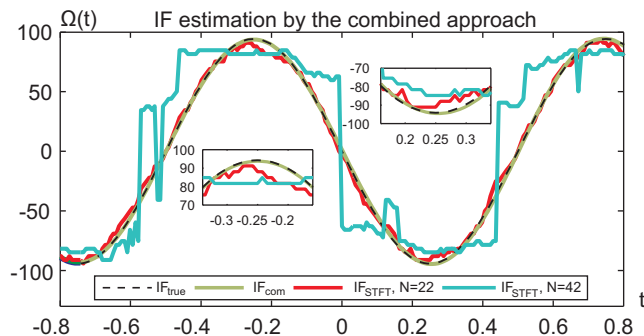 Ω(t)
IF estimation by the combined approach
100
50
0
-50
-100
-70
-80
-90
-100
0.2 0.25 0.3
100
90
80
70
-0.3 -0.25 -0.2
IFtrue IFcom IFSTFT, N=22 IFSTFT, N=42
-0.8 -0.6 -0.4 -0.2 0 0.2 0.4 0.6 0.8 t